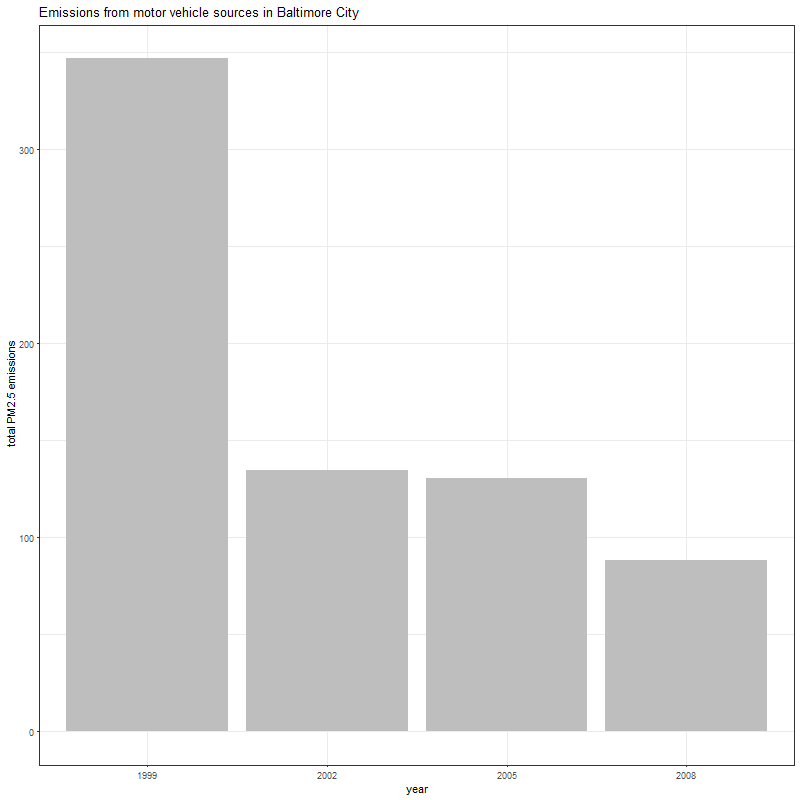 Emissions from motor vehicle sources in Baltimore City
total PM2.5 emissions
300
200
100
0
1999 2002 2005 2008
year